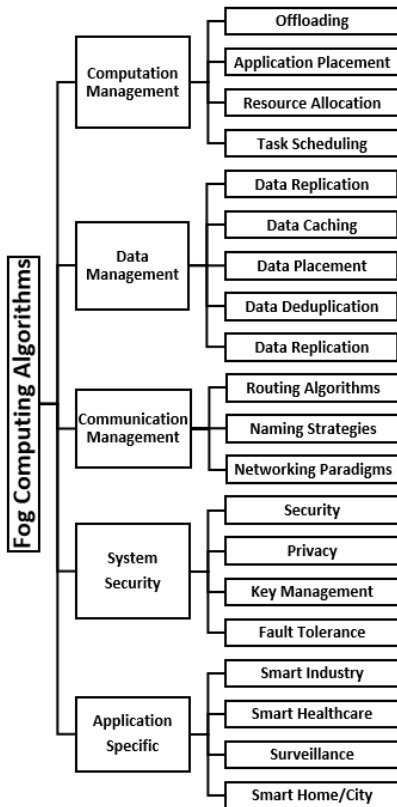 Fog Computing Algorithms
Computation
Management
Offloading
Application Placement
Resource Allocation
Task Scheduling
Data
Management
Data Replication
Data Caching
Data Placement
Data Deduplication
Data Replication
Communication
Management
Routing Algorithms
Naming Strategies
Networking Paradigms
System
Security
Security
Privacy
Key Management
Fault Tolerance
Application
Specific
Smart Industry
Smart Healthcare
Surveillance
Smart Home/City